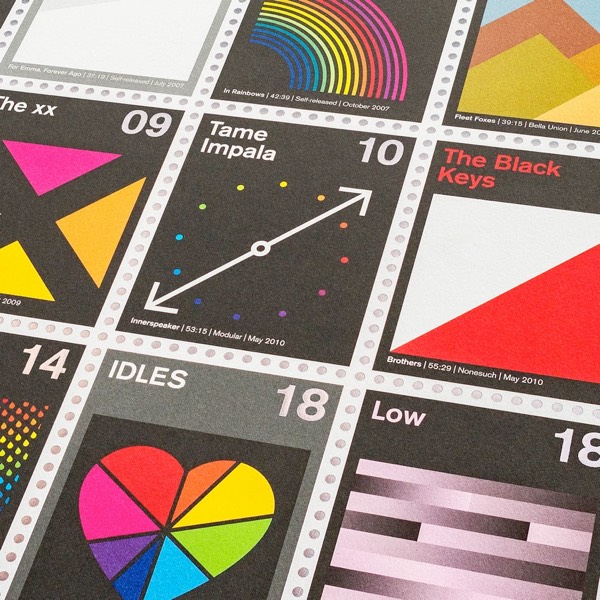 For Emma, Forever Ago | 37:19 | Self-released | July 2007
In Rainbows | 42:39 | Self-released | October 2007
Fleet Foxes | 39:15 | Bella Union | June 20
The xx
09
2009
Tame
Impala
10
Innerspeaker | 53:15 | Modular | May 2010
The Black
Keys
Brothers | 55:29 | Nonesuch | May 2010
14
IDLES
18
Low
18